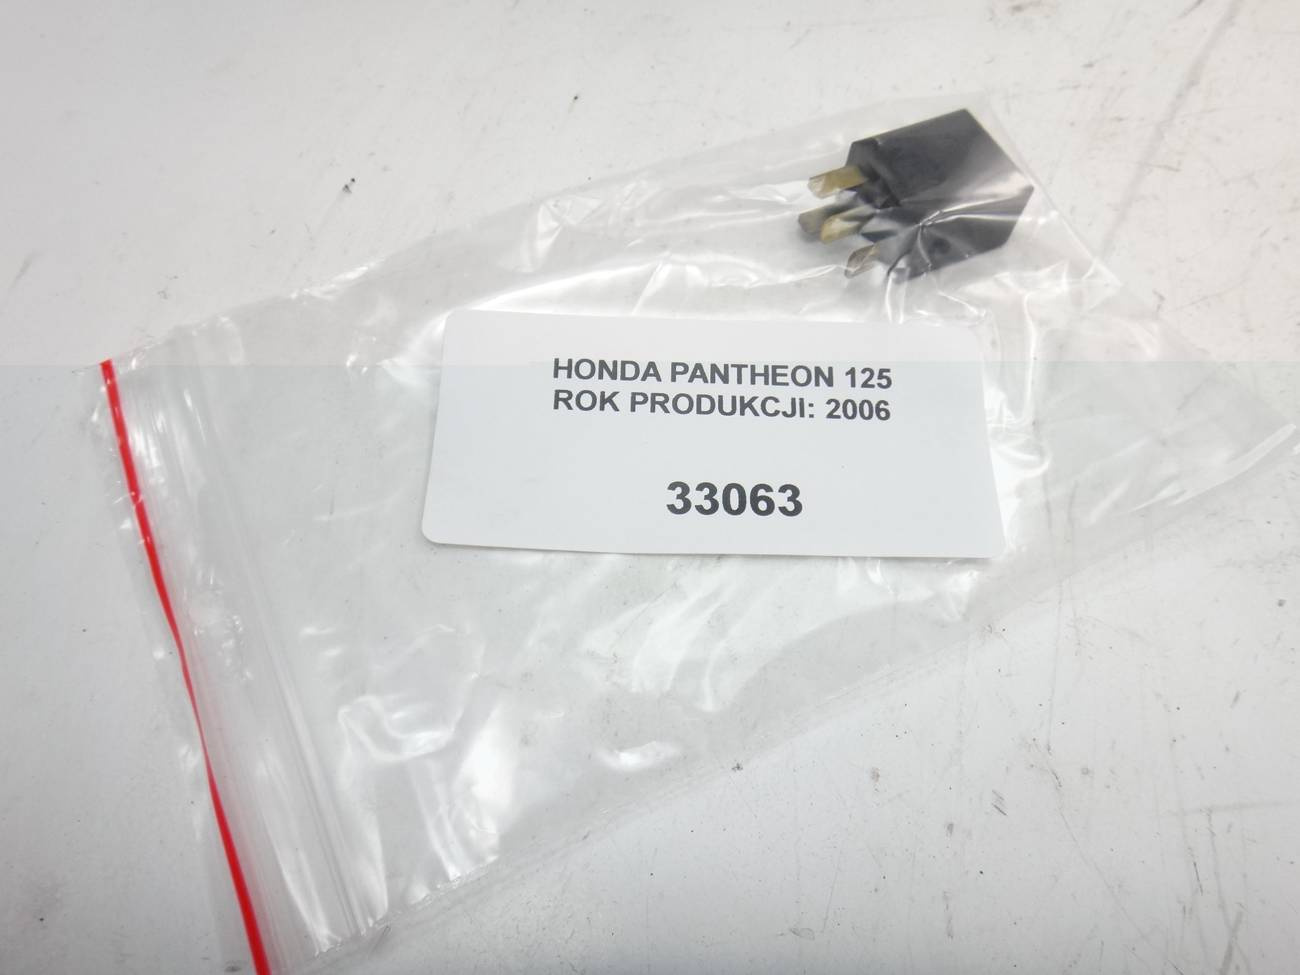 HONDA PANTHEON 125
ROK PRODUKCJI: 2006
33063